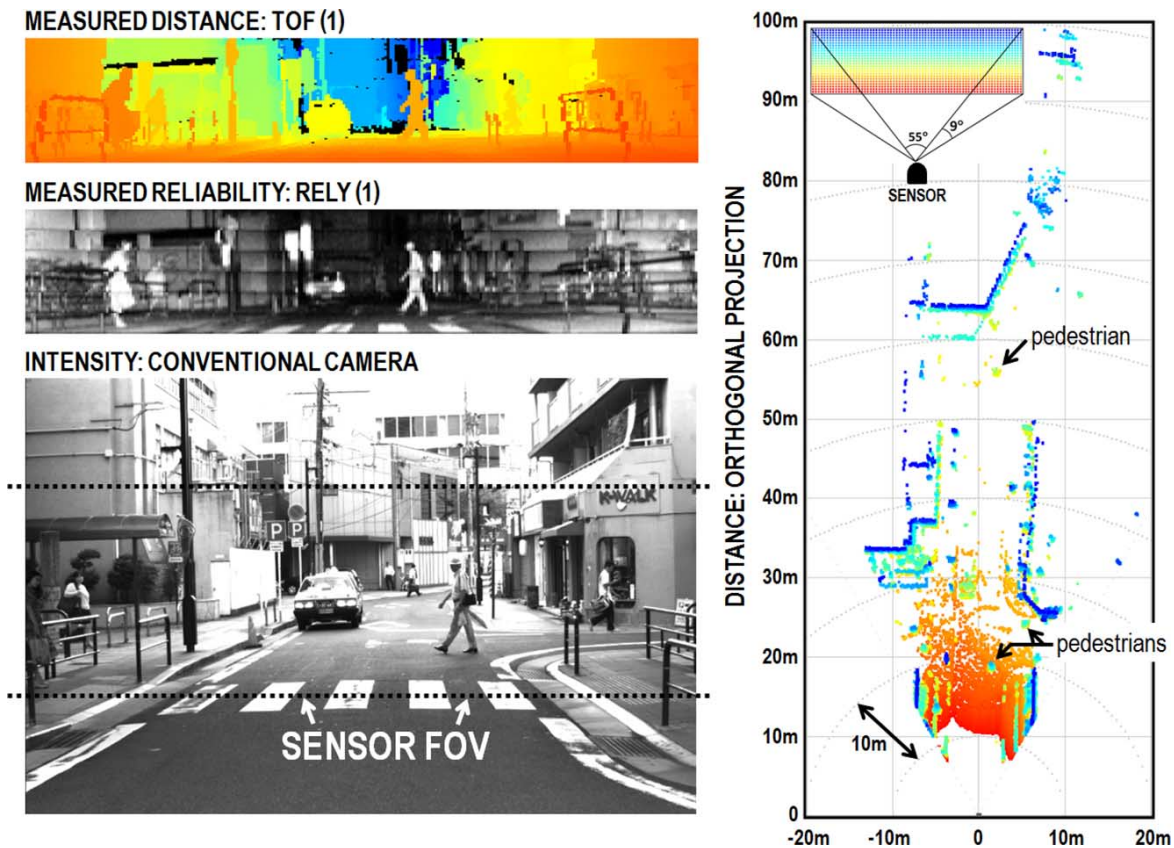 MEASURED DISTANCE: TOF (1)
MEASURED RELIABILITY: RELY (1)
INTENSITY: CONVENTIONAL CAMERA
K-WALK
P
P
SENSOR FOV
DISTANCE: ORTHOGONAL PROJECTION
100m
90m
80m
70m
60m
50m
40m
30m
20m
10m
0
-20m
-10m
0
10m
20m
55°
9°
SENSOR
pedestrian
pedestrians
10m